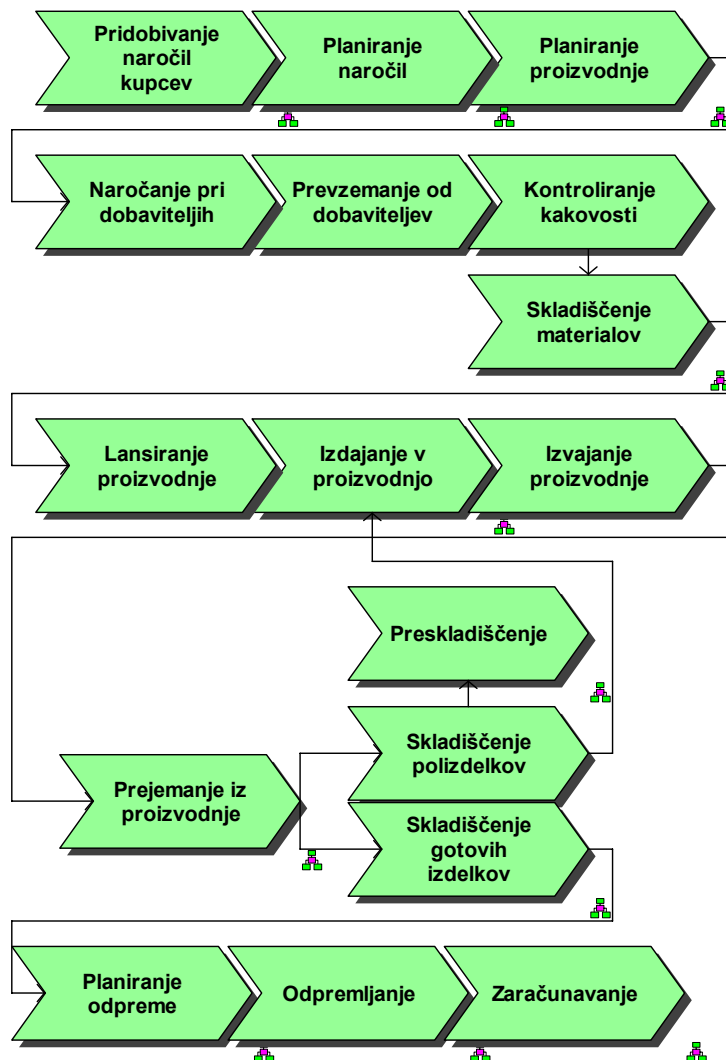 Pridobivanje
naročil
kupcev
Planiranje
naročil
Planiranje
proizvodnje
Naročanje pri
dobaviteljih
Prevzemanje od
dobaviteljev
Kontroliranje
kakovosti
Skladiščenje
materialov
Lansiranje
proizvodnje
Izdajanje v
proizvodnjo
Izvajanje
proizvodnje
Preskladiščenje
Prejemanje iz
proizvodnje
Skladiščenje
polizdelkov
Skladiščenje
gotovih
izdelkov
Planiranje
odpreme
Odpremljanje
Zaračunavanje